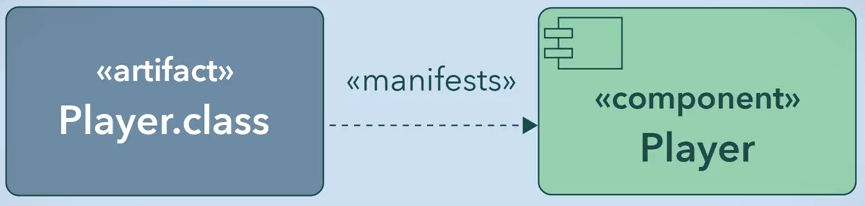 «artifact»
Player.class
«manifests»
«component»
Player